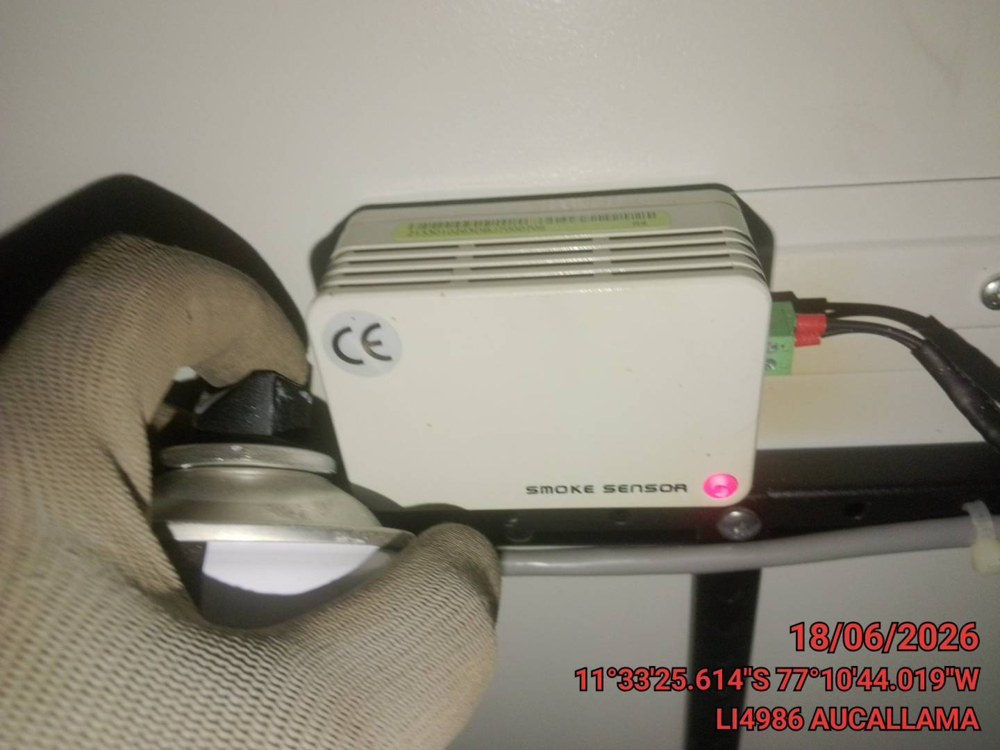 CE
SMOKE SENSOR
18/06/2026
11°33'25.614"S 77°10'44.019"W
LI4986 AUCALLAMA